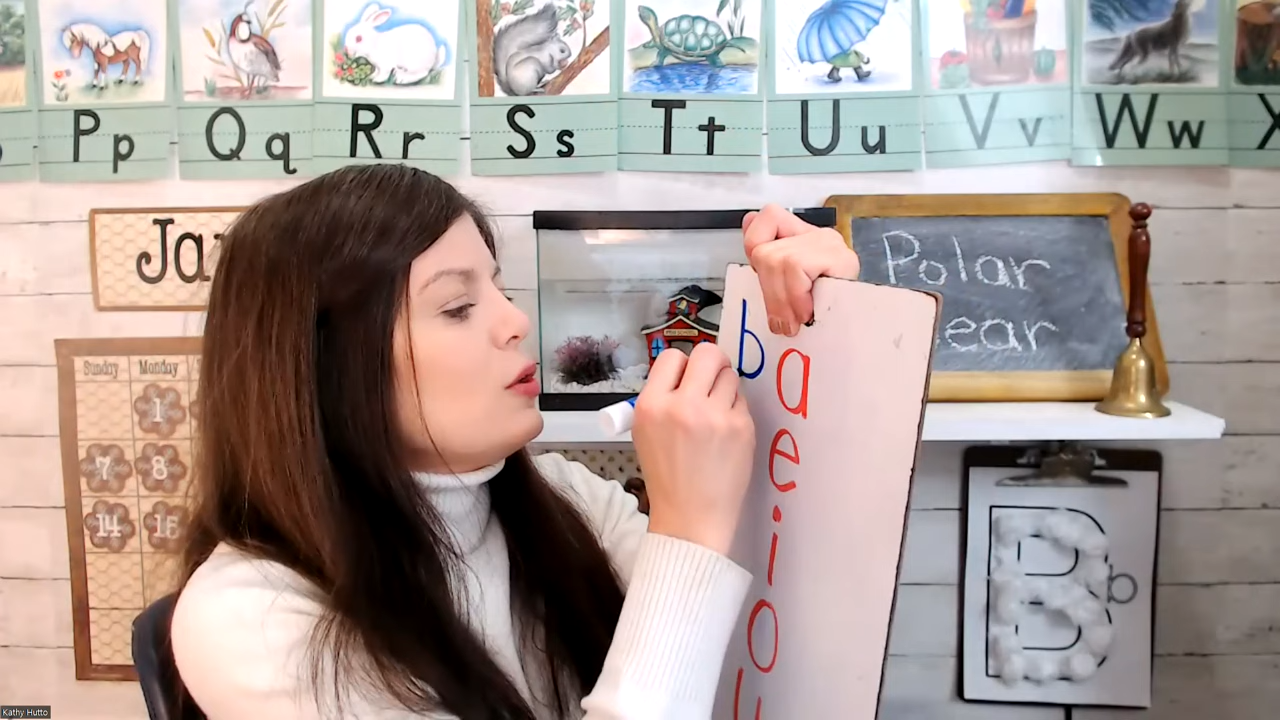 Pp Qq Rr Ss Tt Uu Vv Ww X
Polar
ear
Sunday Monday
1
7 8
14 15
b
a
e
i
o
u
B
Kathy Hutto